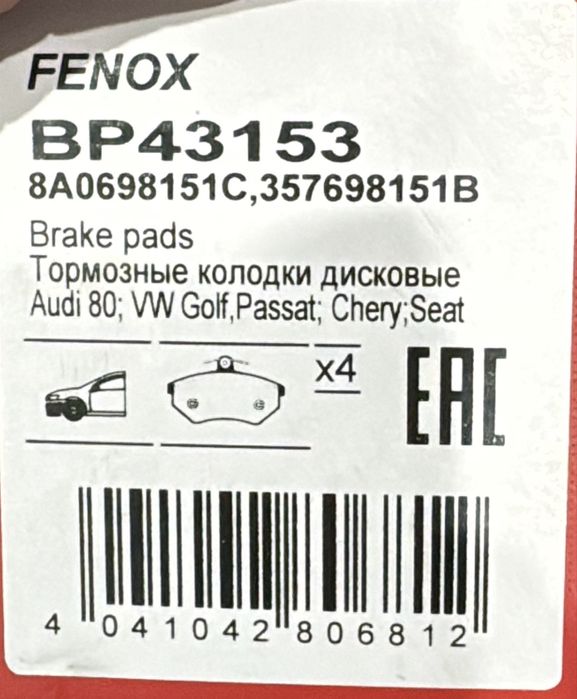 FENOX
BP43153
8A0698151C,357698151B
Brake pads
Тормозные колодки дисковые
Audi 80; VW Golf,Passat; Chery;Seat
x4
EAC
4 041042 806812